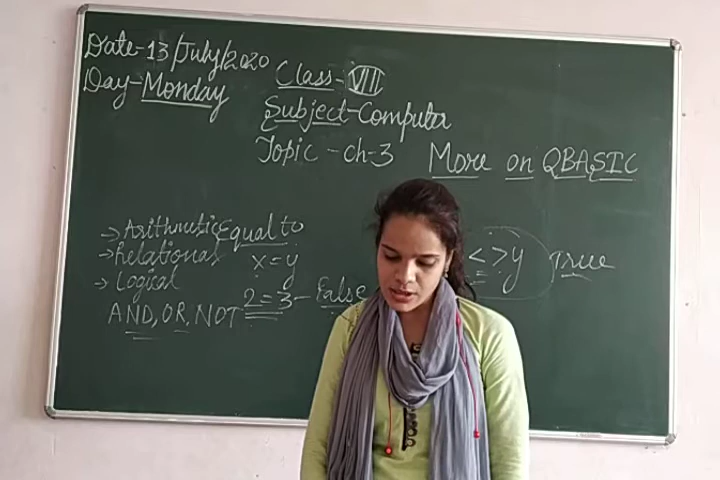 Date-13/July/2020
Day-Monday
Class-VII
Subject-Computer
Topic - Ch-3 More on QBASIC
→ Arithmetic
→ Relational
→ Logical
AND, OR, NOT
Equal to
x=y
2=3-False
<>y True